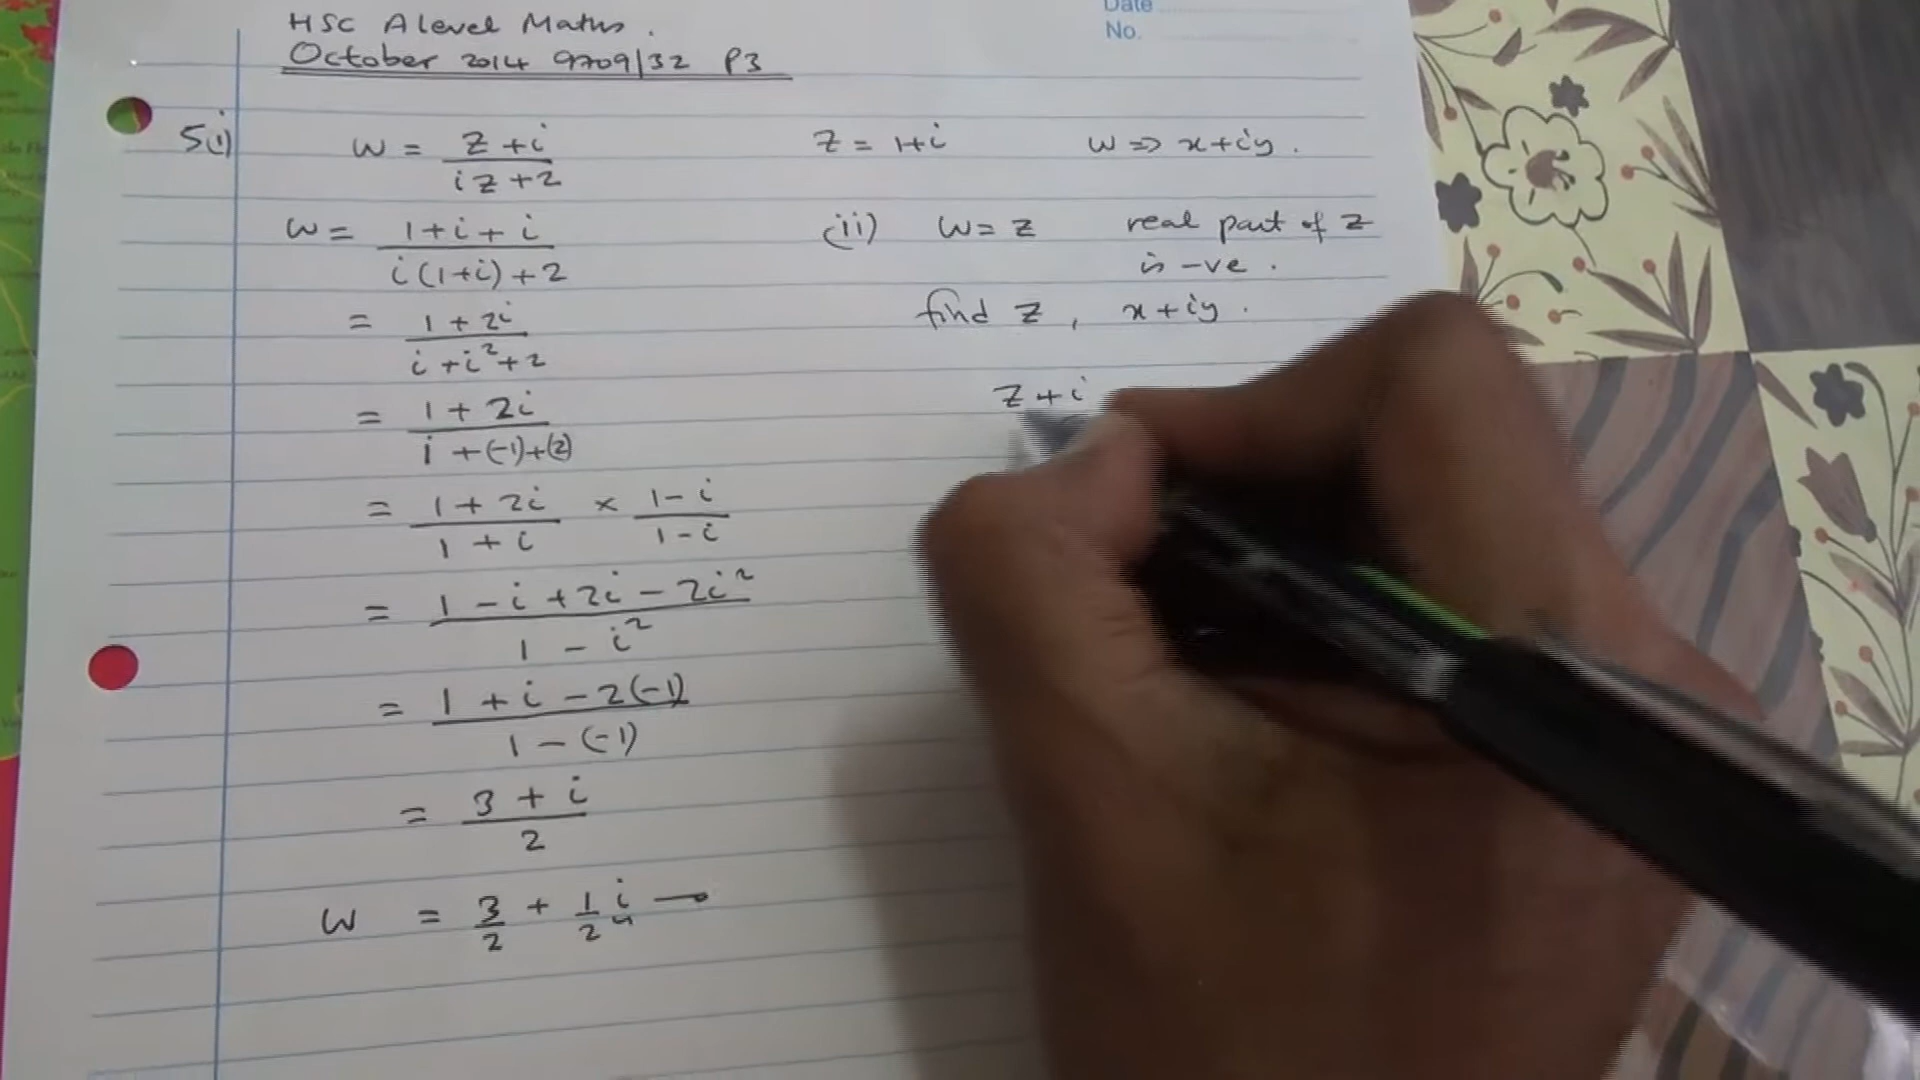 Date
No.
HSC A level Maths.
October 2014 9709/32 P3
5(i) w = z + i / iz + 2
z = 1+i w => x+iy.
w = 1 + i + i / i(1+i) + 2
= 1 + 2i / i + i² + 2
= 1 + 2i / i + (-1)+(2)
= 1 + 2i / 1 + i × 1 - i / 1 - i
= 1 - i + 2i - 2i² / 1 - i²
= 1 + i - 2(-1) / 1 - (-1)
= 3 + i / 2
w = 3/2 + 1/2 i
(ii) w = z real part of z
is -ve.
find z, x+iy.
z + i